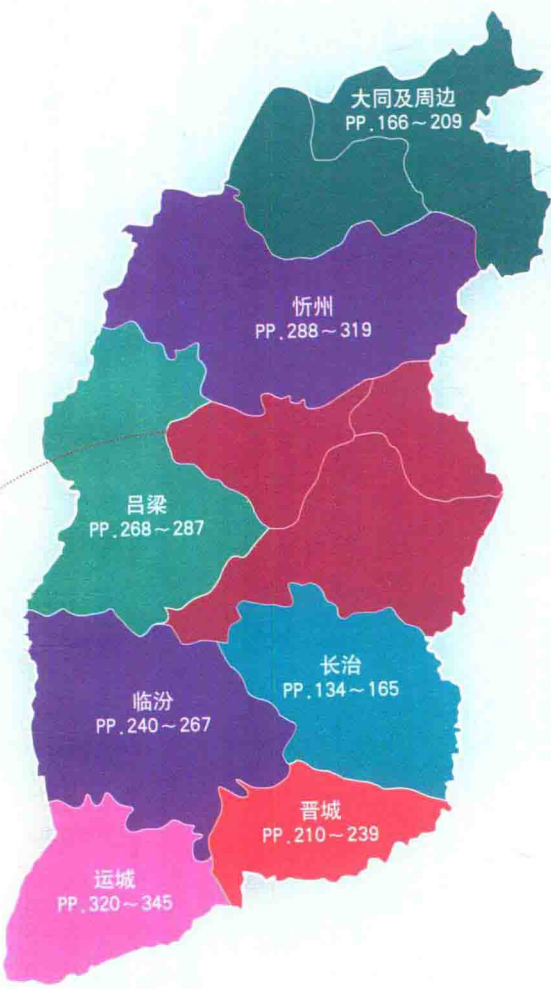 大同及周边
PP.166～209
忻州
PP.288～319
吕梁
PP.268～287
长治
PP.134～165
临汾
PP.240～267
晋城
PP.210～239
运城
PP.320～345